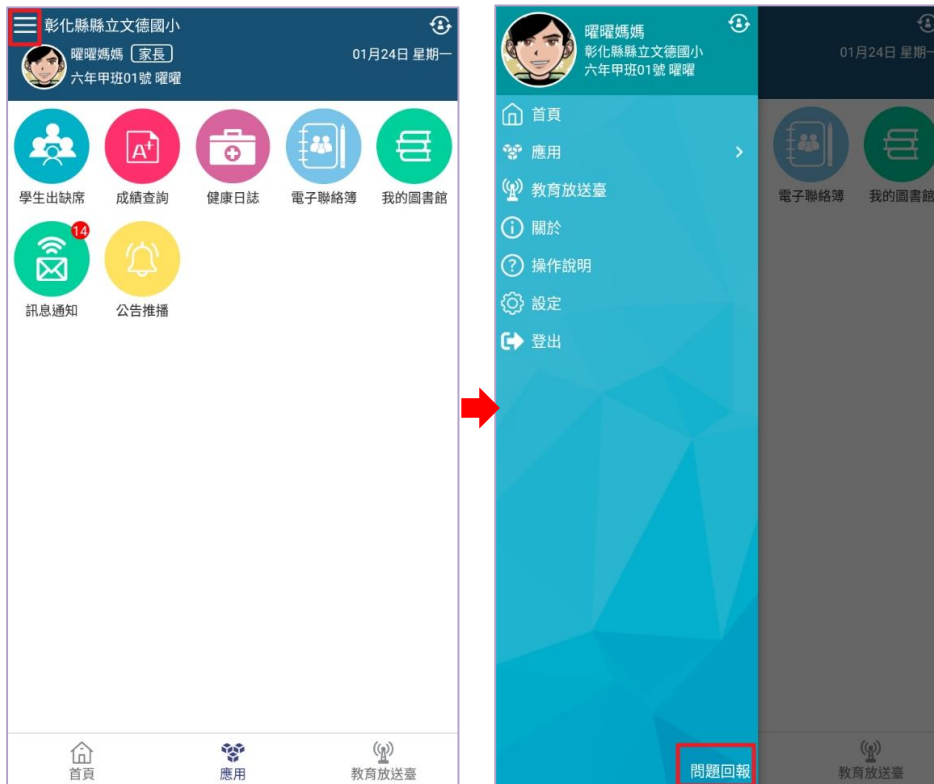 彰化縣縣立文德國小
曜曜媽媽 家長
01月24日 星期一
六年甲班01號 曜曜
學生出缺席
成績查詢
健康日誌
電子聯絡簿
我的圖書館
A+
14
訊息通知
公告推播
首頁
應用
教育放送臺
曜曜媽媽
彰化縣縣立文德國小
六年甲班01號 曜曜
首頁
應用
教育放送臺
關於
操作說明
設定
登出
問題回報
01月24日 星期一
電子聯絡簿
我的圖書館
教育放送臺